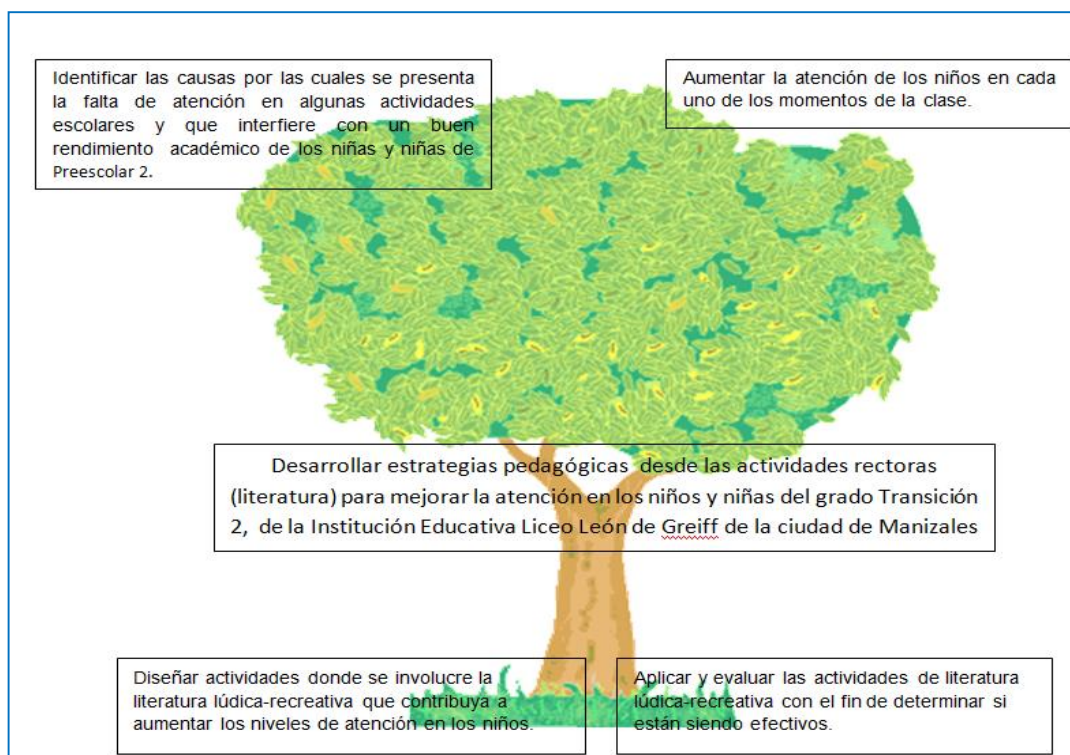 Identificar las causas por las cuales se presenta
la falta de atención en algunas actividades
escolares y que interfiere con un buen
rendimiento académico de los niñas y niñas de
Preescolar 2.
Aumentar la atención de los niños en cada
uno de los momentos de la clase.
Desarrollar estrategias pedagógicas desde las actividades rectoras
(literatura) para mejorar la atención en los niños y niñas del grado Transición
2, de la Institución Educativa Liceo León de Greiff de la ciudad de Manizales
Diseñar actividades donde se involucre la
literatura lúdica-recreativa que contribuya a
aumentar los niveles de atención en los niños.
Aplicar y evaluar las actividades de literatura
lúdica-recreativa con el fin de determinar si
están siendo efectivos.